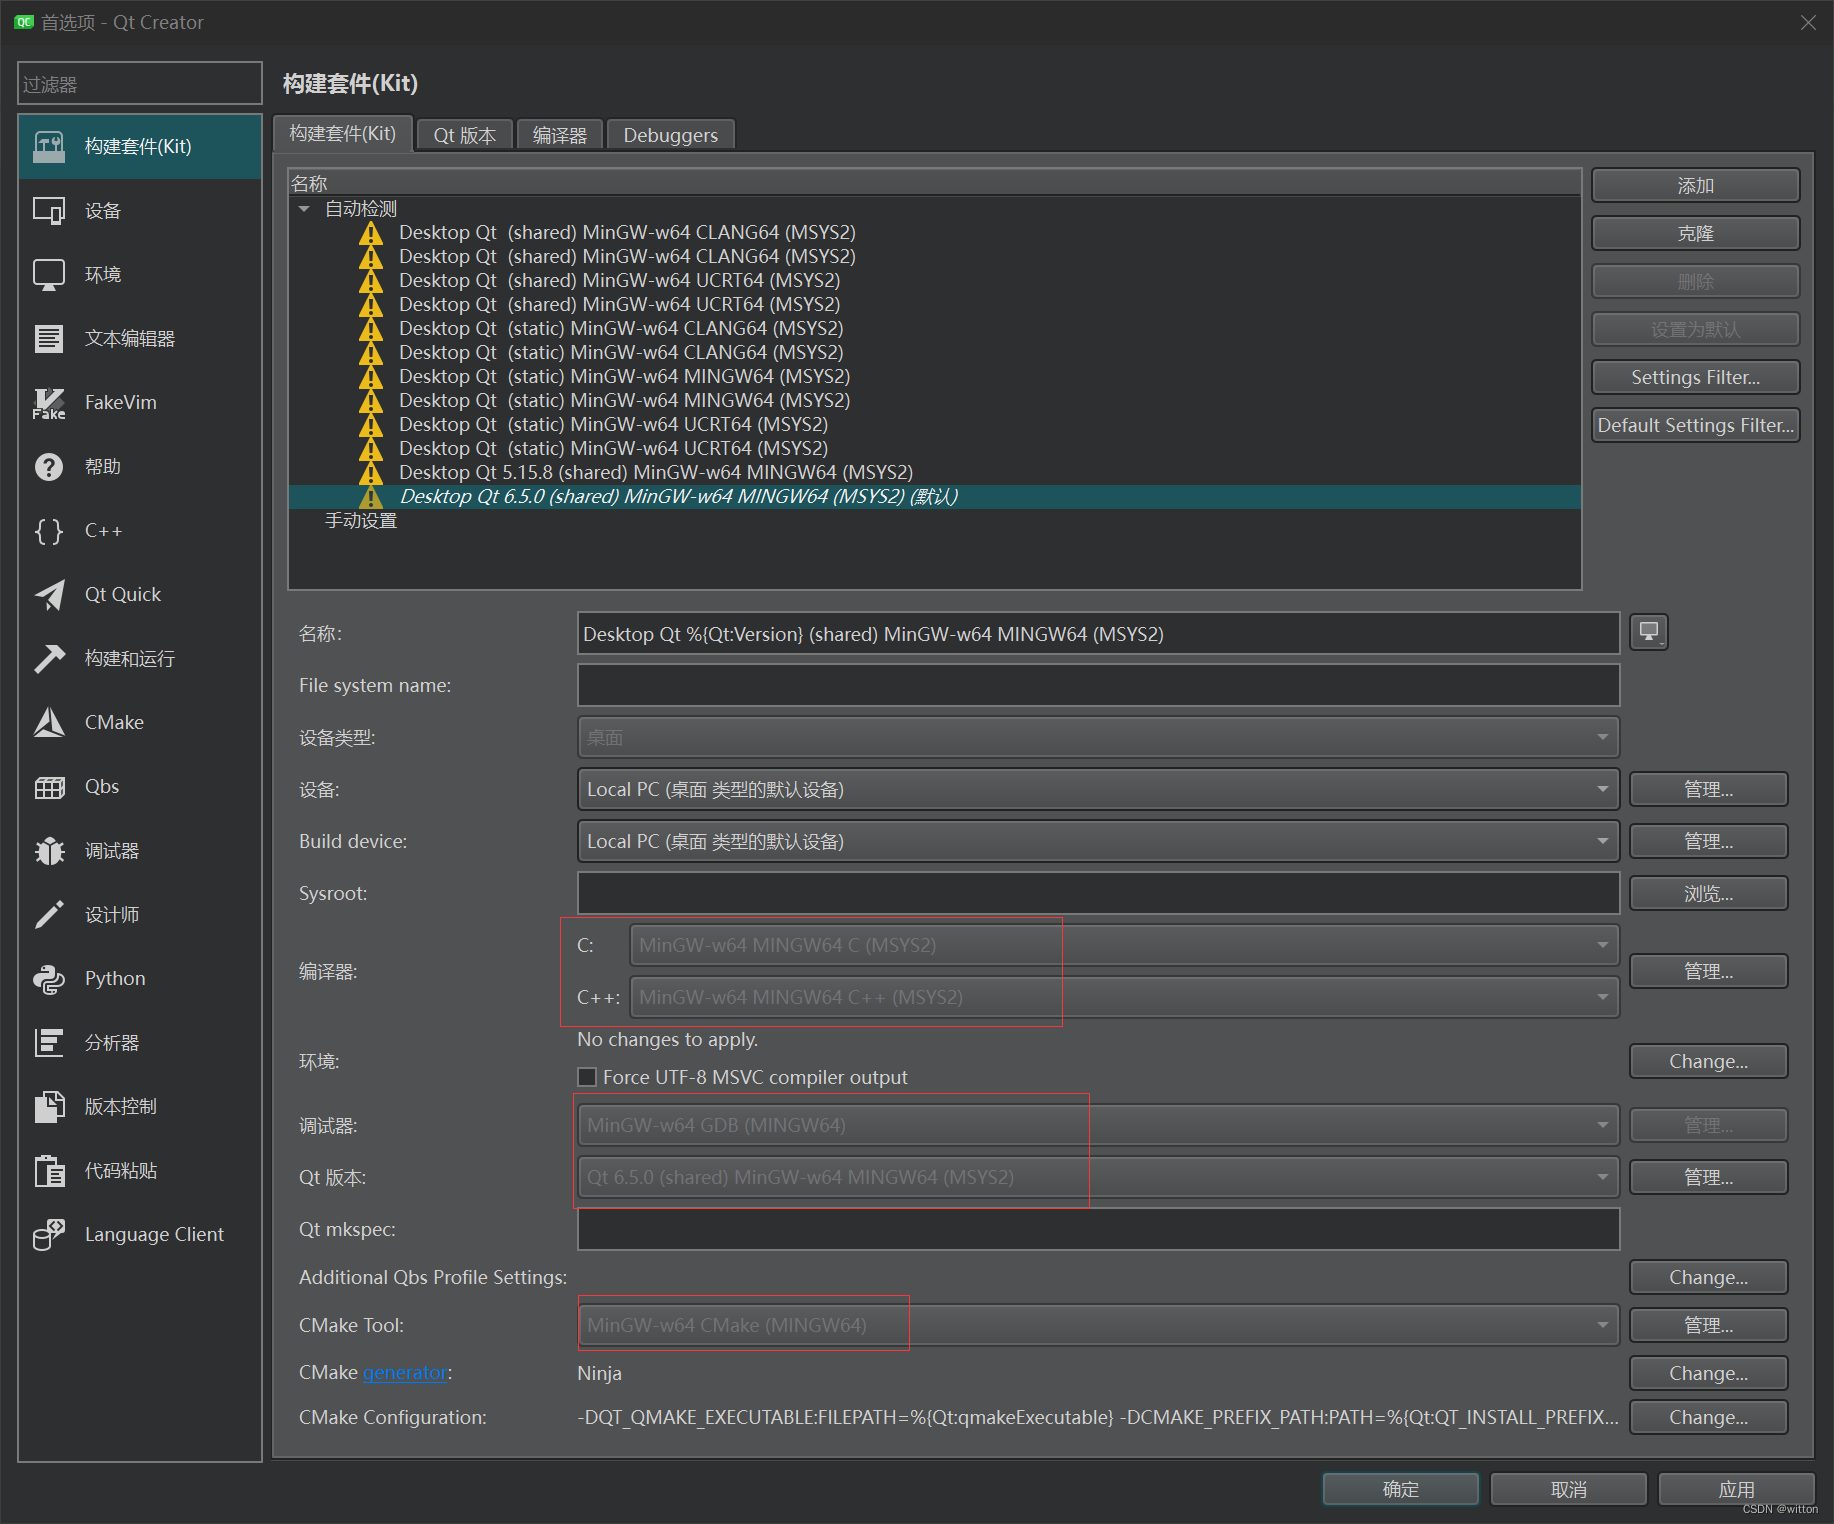 QC 首选项 - Qt Creator
过滤器
构建套件(Kit)
设备
环境
文本编辑器
Fake
FakeVim
帮助
C++
Qt Quick
构建和运行
CMake
Qbs
调试器
设计师
Python
分析器
版本控制
代码粘贴
Language Client
构建套件(Kit)
构建套件(Kit) Qt 版本 编译器 Debuggers
名称
自动检测
Desktop Qt  (shared) MinGW-w64 CLANG64 (MSYS2)
Desktop Qt  (shared) MinGW-w64 CLANG64 (MSYS2)
Desktop Qt  (shared) MinGW-w64 UCRT64 (MSYS2)
Desktop Qt  (shared) MinGW-w64 UCRT64 (MSYS2)
Desktop Qt  (static) MinGW-w64 CLANG64 (MSYS2)
Desktop Qt  (static) MinGW-w64 CLANG64 (MSYS2)
Desktop Qt  (static) MinGW-w64 MINGW64 (MSYS2)
Desktop Qt  (static) MinGW-w64 MINGW64 (MSYS2)
Desktop Qt  (static) MinGW-w64 UCRT64 (MSYS2)
Desktop Qt  (static) MinGW-w64 UCRT64 (MSYS2)
Desktop Qt 5.15.8 (shared) MinGW-w64 MINGW64 (MSYS2)
Desktop Qt 6.5.0 (shared) MinGW-w64 MINGW64 (MSYS2) (默认)
手动设置
添加
克隆
删除
设置为默认
Settings Filter...
Default Settings Filter...
名称: Desktop Qt %{Qt:Version} (shared) MinGW-w64 MINGW64 (MSYS2)
File system name:
设备类型: 桌面
设备: Local PC (桌面 类型的默认设备) 管理...
Build device: Local PC (桌面 类型的默认设备) 管理...
Sysroot: 浏览...
编译器: 管理...
C: MinGW-w64 MINGW64 C (MSYS2)
C++: MinGW-w64 MINGW64 C++ (MSYS2)
环境: No changes to apply. Change...
Force UTF-8 MSVC compiler output
调试器: MinGW-w64 GDB (MINGW64) 管理...
Qt 版本: Qt 6.5.0 (shared) MinGW-w64 MINGW64 (MSYS2) 管理...
Qt mkspec:
Additional Qbs Profile Settings: Change...
CMake Tool: MinGW-w64 CMake (MINGW64) 管理...
CMake generator: Ninja Change...
CMake Configuration: -DQT_QMAKE_EXECUTABLE:FILEPATH=%{Qt:qmakeExecutable} -DCMAKE_PREFIX_PATH:PATH=%{Qt:QT_INSTALL_PREFIX... Change...
确定 取消 应用
CSDN @witton